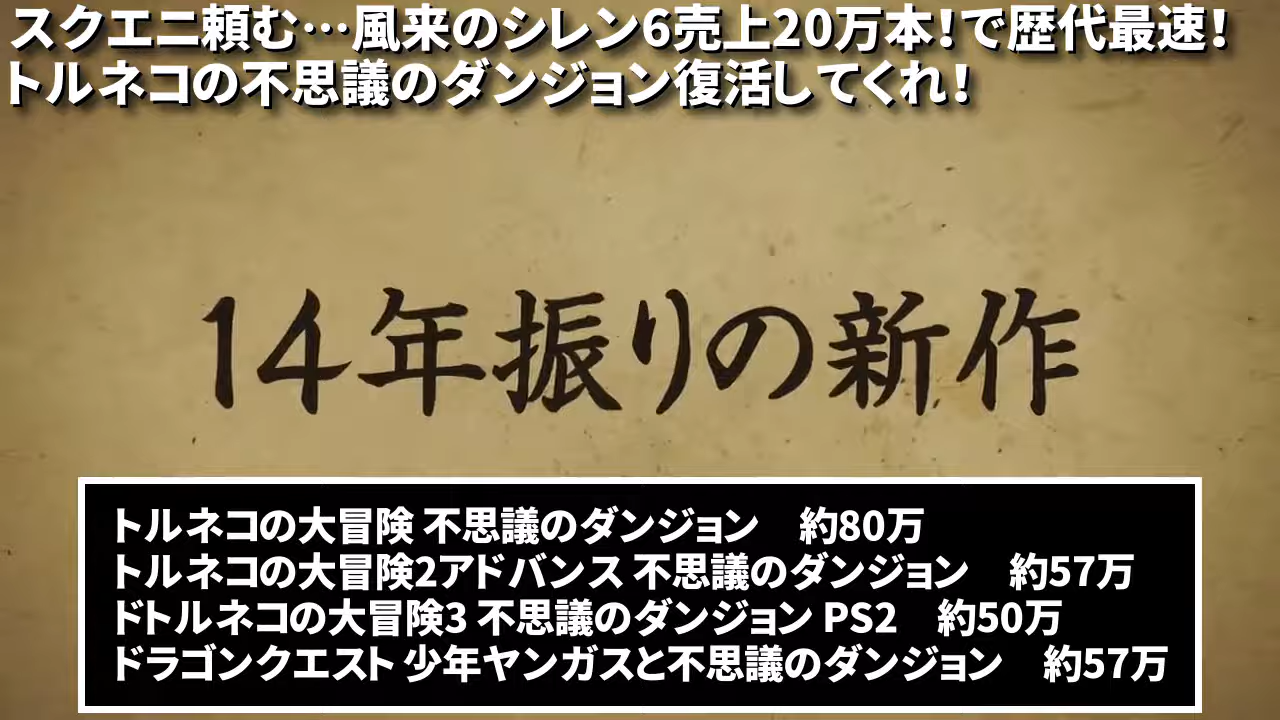 スクエニ頼む…風来のシレン6売上20万本！で歴代最速！
トルネコの不思議のダンジョン復活してくれ！
14年振りの新作
トルネコの大冒険 不思議のダンジョン　約80万
トルネコの大冒険2アドバンス 不思議のダンジョン　約57万
ドトルネコの大冒険3 不思議のダンジョン PS2　約50万
ドラゴンクエスト 少年ヤンガスと不思議のダンジョン　約57万